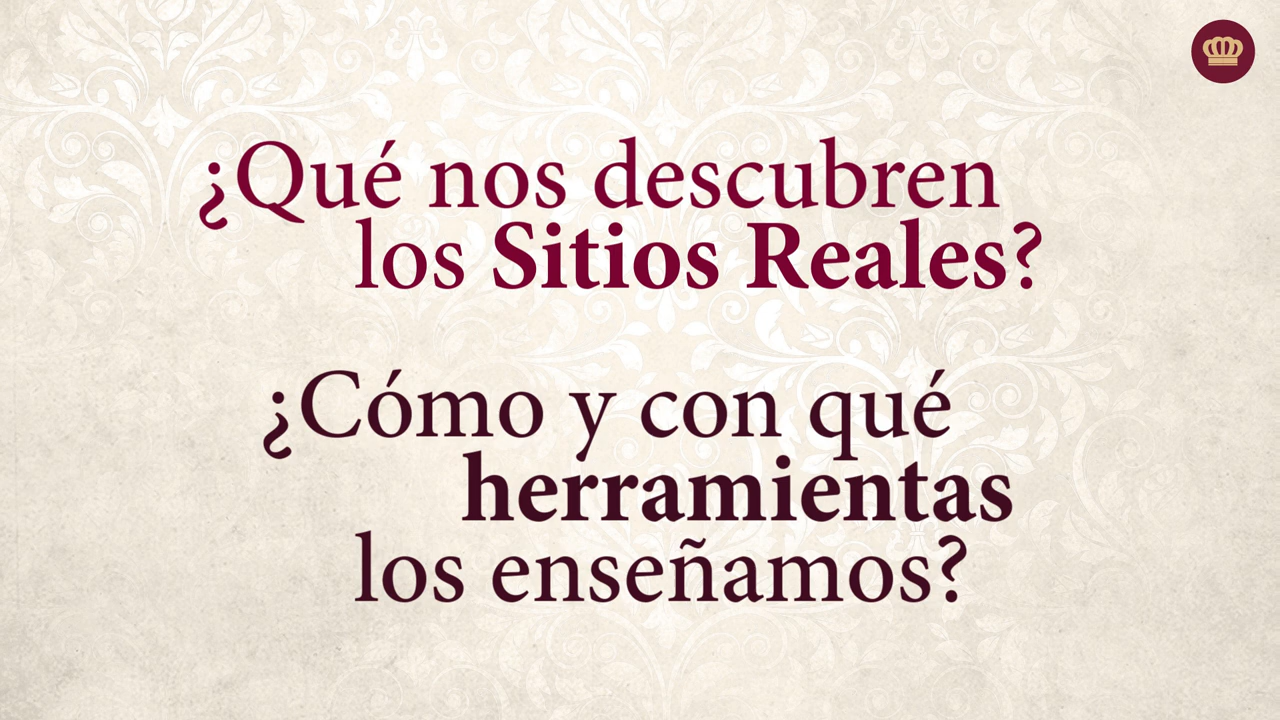 ¿Qué nos descubren
los Sitios Reales?
¿Cómo y con qué
herramientas
los enseñamos?